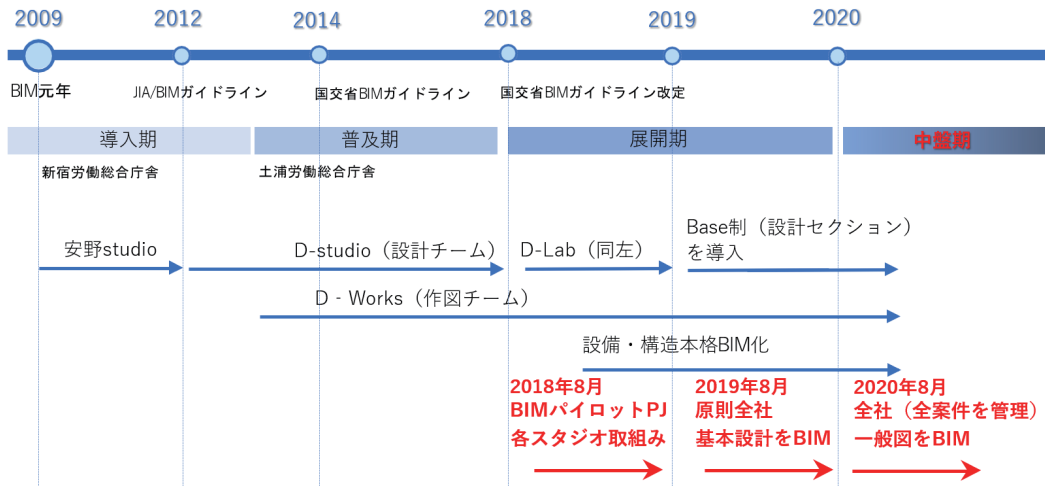 2009 2012 2014 2018 2019 2020
BIM元年 JIA/BIMガイドライン 国交省BIMガイドライン 国交省BIMガイドライン改定
導入期 普及期 展開期 中盤期
新宿労働総合庁舎 土浦労働総合庁舎
安野studio D-studio（設計チーム） D-Lab（同左） Base制（設計セクション）
を導入
D‐Works（作図チーム）
設備・構造本格BIM化
2018年8月 2019年8月 2020年8月
BIMパイロットPJ 原則全社 全社（全案件を管理）
各スタジオ取組み 基本設計をBIM 一般図をBIM